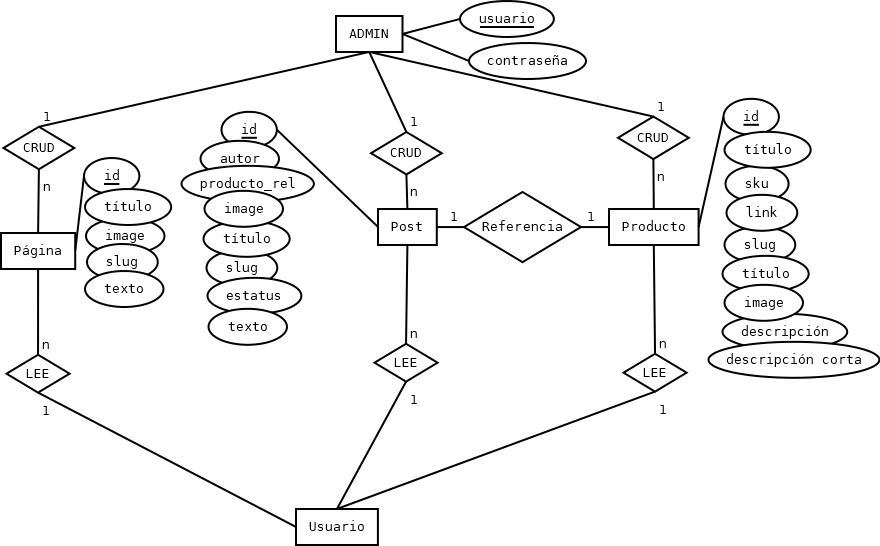 ADMIN
usuario
contraseña
1
1
1
CRUD
CRUD
CRUD
n
n
n
id
título
image
slug
texto
id
autor
producto_rel
image
título
slug
estatus
texto
id
título
sku
link
slug
título
image
descripción
descripción corta
Página
Post
1
Referencia
1
Producto
n
n
n
LEE
LEE
LEE
1
1
1
Usuario